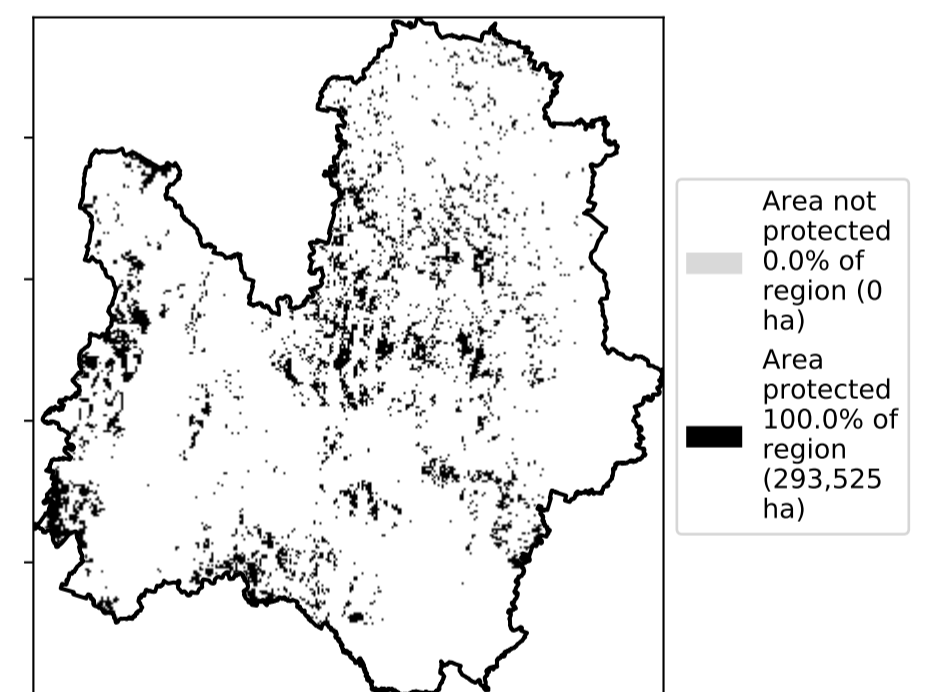 Area not
protected
0.0% of
region (0
ha)
Area
protected
100.0% of
region
(293,525
ha)